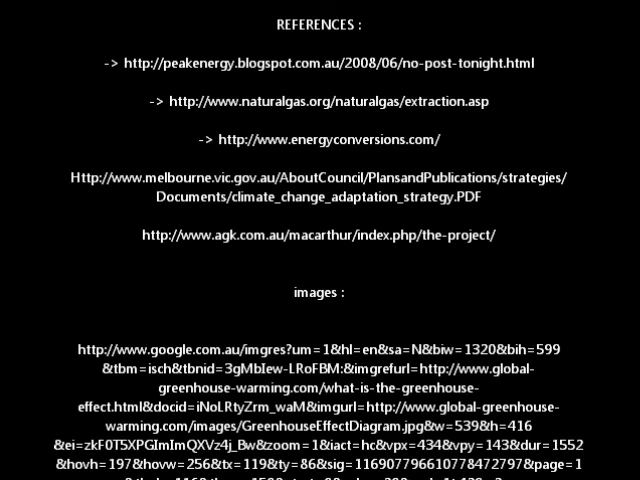 REFERENCES :
-> http://peakenergy.blogspot.com.au/2008/06/no-post-tonight.html
-> http://www.naturalgas.org/naturalgas/extraction.asp
-> http://www.energyconversions.com/
Http://www.melbourne.vic.gov.au/AboutCouncil/PlansandPublications/strategies/
Documents/climate_change_adaptation_strategy.PDF
http://www.agk.com.au/macarthur/index.php/the-project/
images :
http://www.google.com.au/imgres?um=1&hl=en&sa=N&biw=1320&bih=599
&tbm=isch&tbnid=3gMbIew-LRoFBM:&imgrefurl=http://www.global-
greenhouse-warming.com/what-is-the-greenhouse-
effect.html&docid=iNoLRtyZrm_waM&imgurl=http://www.global-greenhouse-
warming.com/images/GreenhouseEffectDiagram.jpg&w=539&h=416
&ei=zkF0T5XPGImImQXVz4j_Bw&zoom=1&iact=hc&vpx=434&vpy=143&dur=1552
&hovh=197&hovw=256&tx=119&ty=86&sig=116907796610778472797&page=1